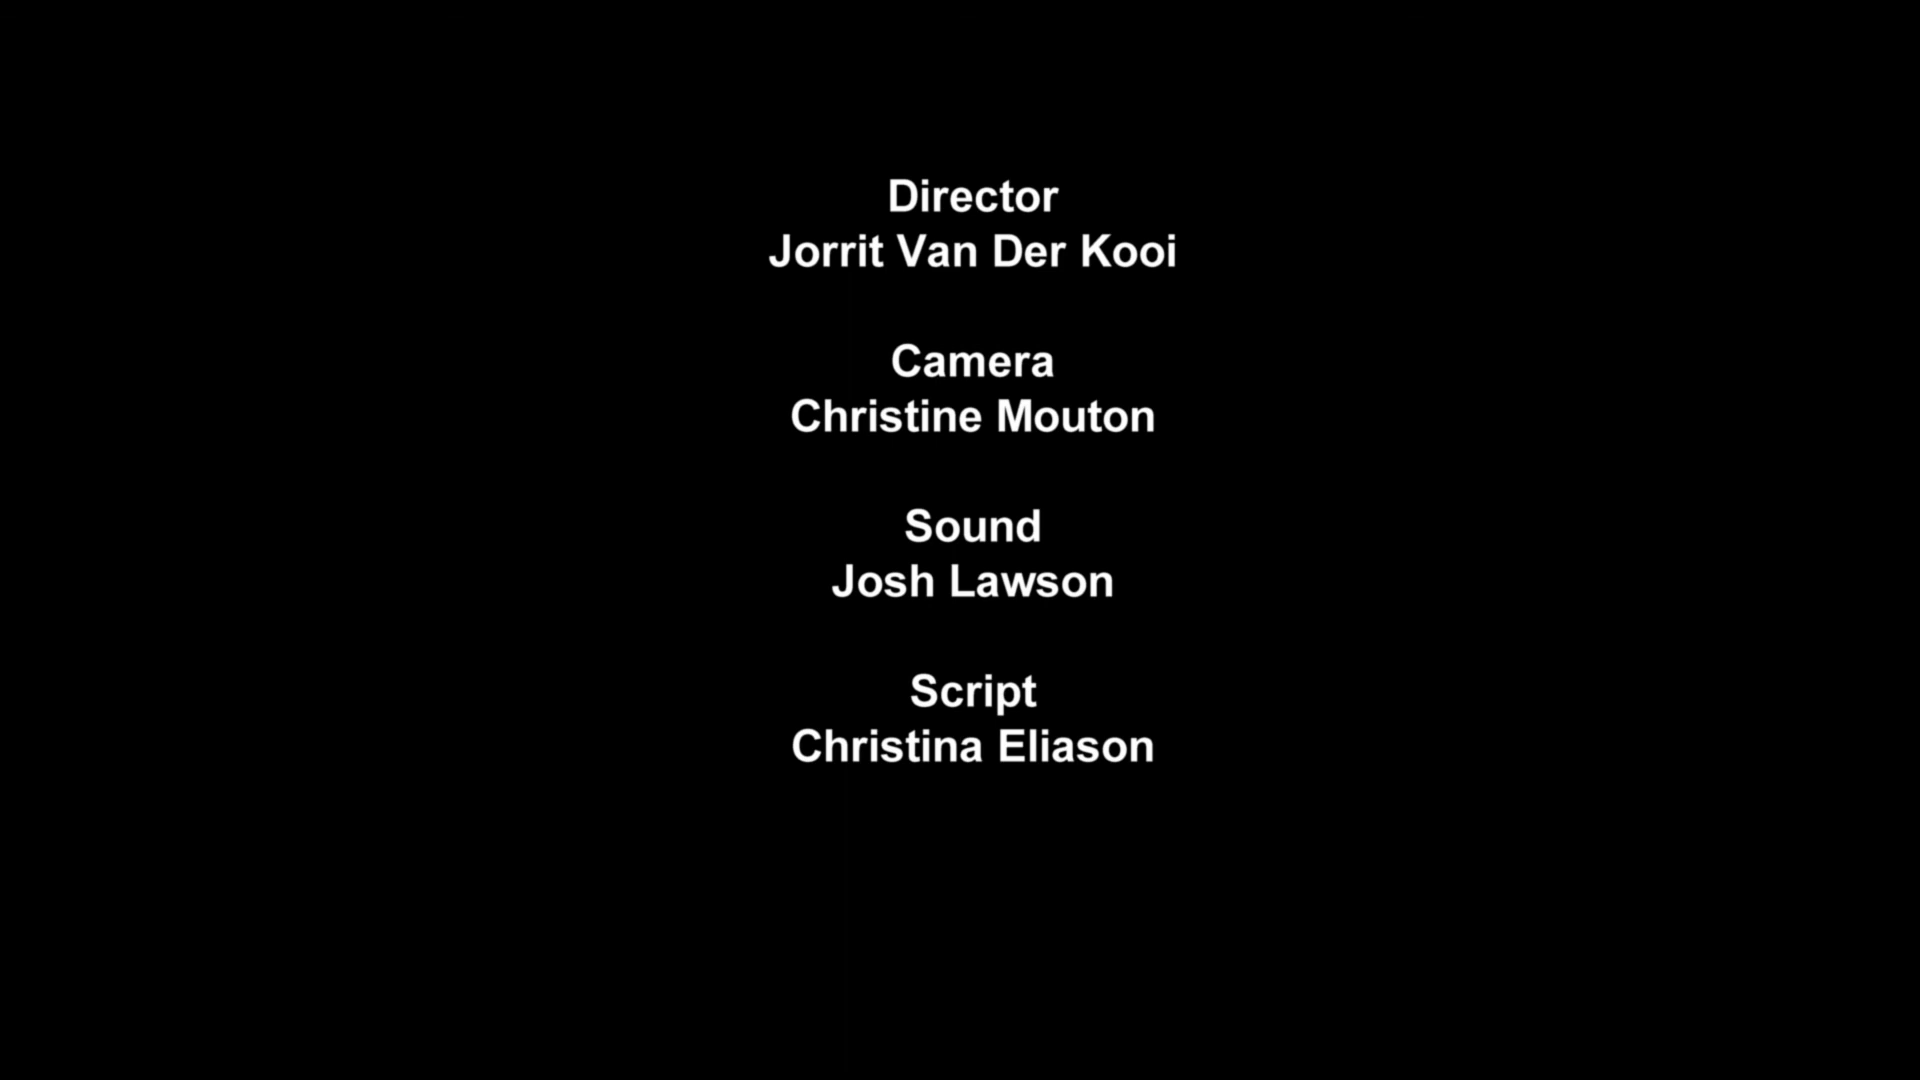 Director
Jorrit Van Der Kooi
Camera
Christine Mouton
Sound
Josh Lawson
Script
Christina Eliason